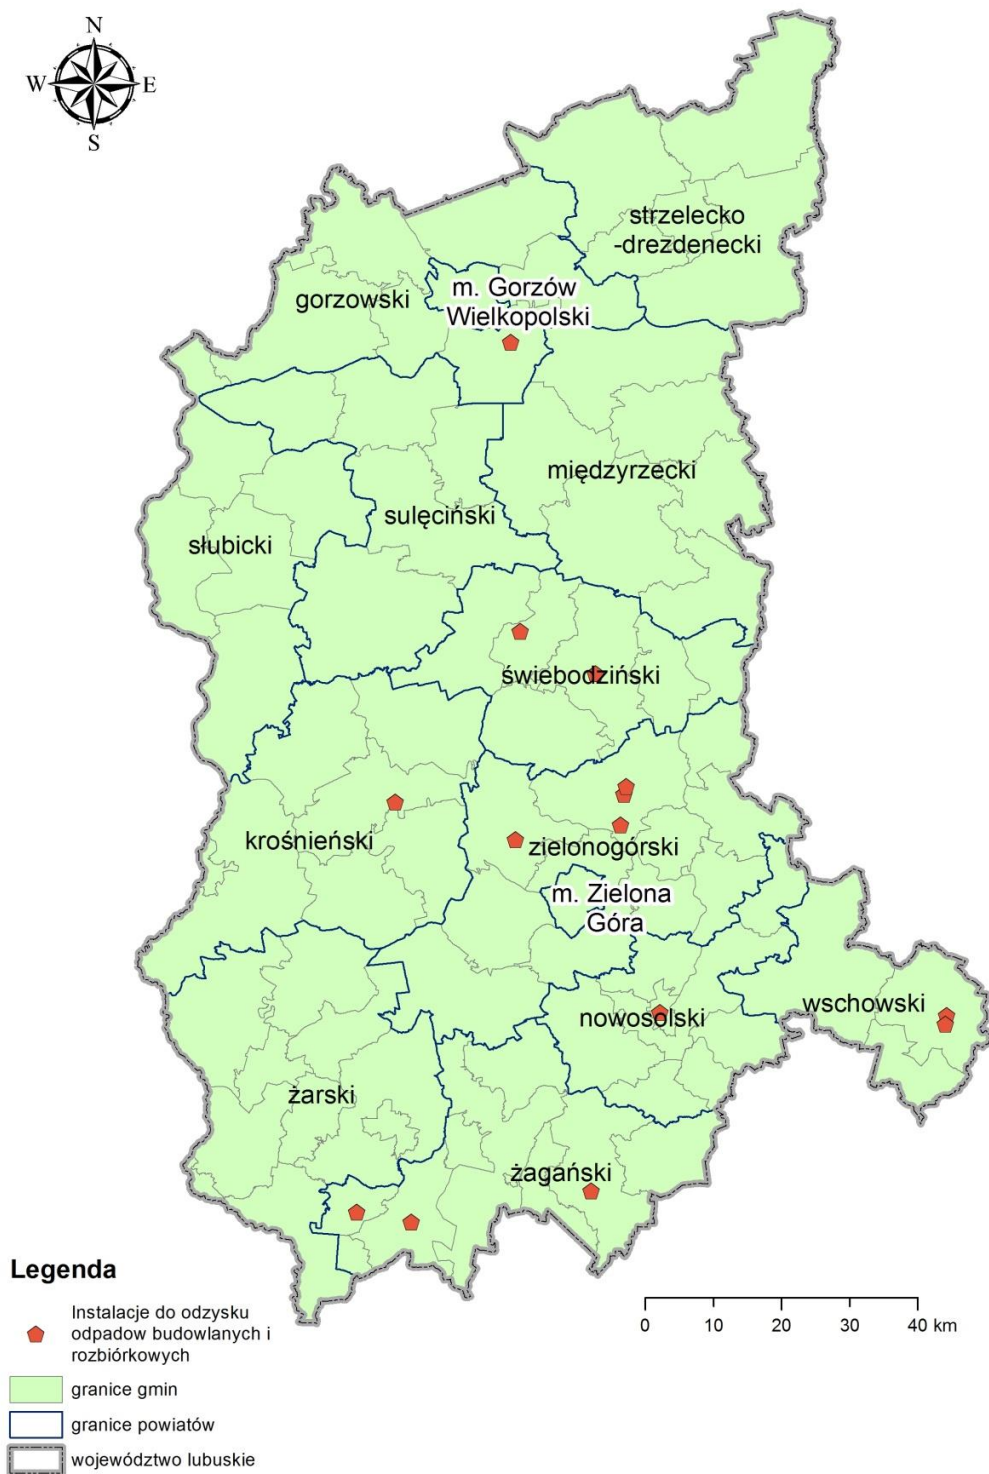 N
W
E
S
strzelecko
-drezdenecki
m. Gorzów
Wielkopolski
gorzowski
międzyrzecki
sulęciński
słubicki
świebodziński
krośnieński
zielonogórski
m. Zielona
Góra
wschowski
nowosolski
żarski
żagański
Legenda
Instalacje do odzysku
odpadow budowlanych i
rozbiórkowych
granice gmin
granice powiatów
województwo lubuskie
0 10 20 30 40 km